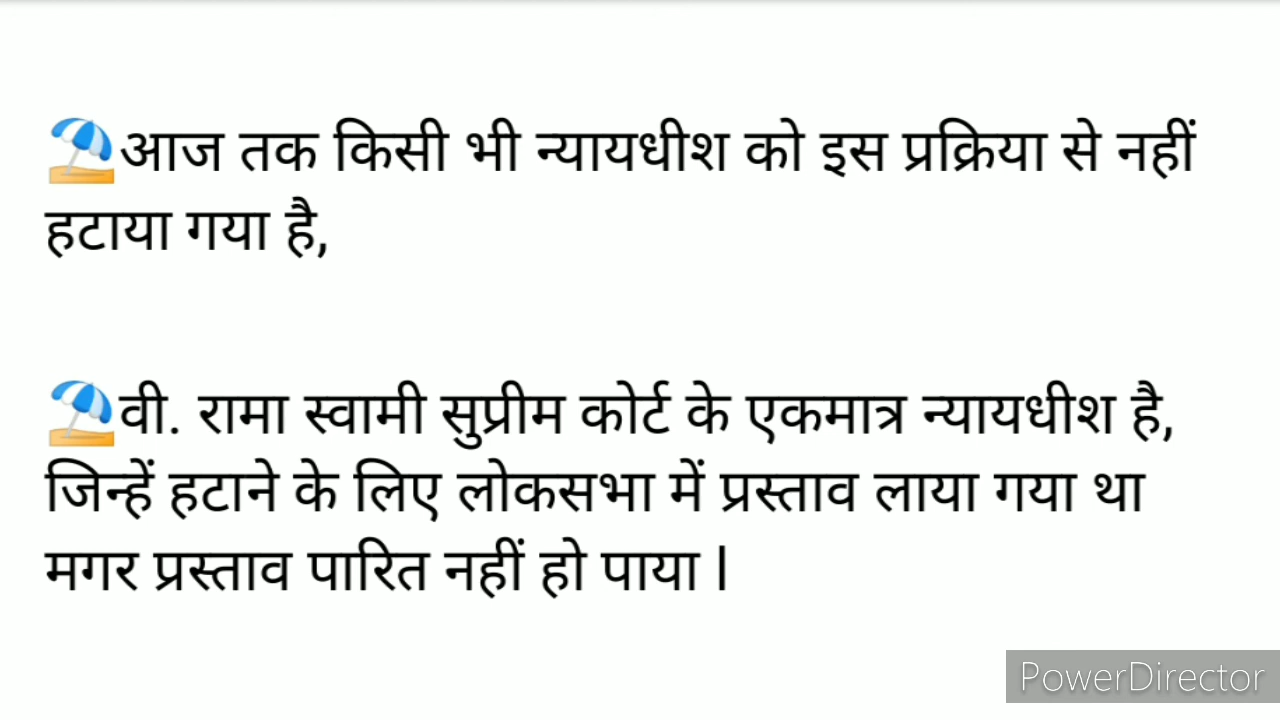 🏖️आज तक किसी भी न्यायधीश को इस प्रक्रिया से नहीं
हटाया गया है,
🏖️वी. रामा स्वामी सुप्रीम कोर्ट के एकमात्र न्यायधीश है,
जिन्हें हटाने के लिए लोकसभा में प्रस्ताव लाया गया था
मगर प्रस्ताव पारित नहीं हो पाया l
PowerDirector